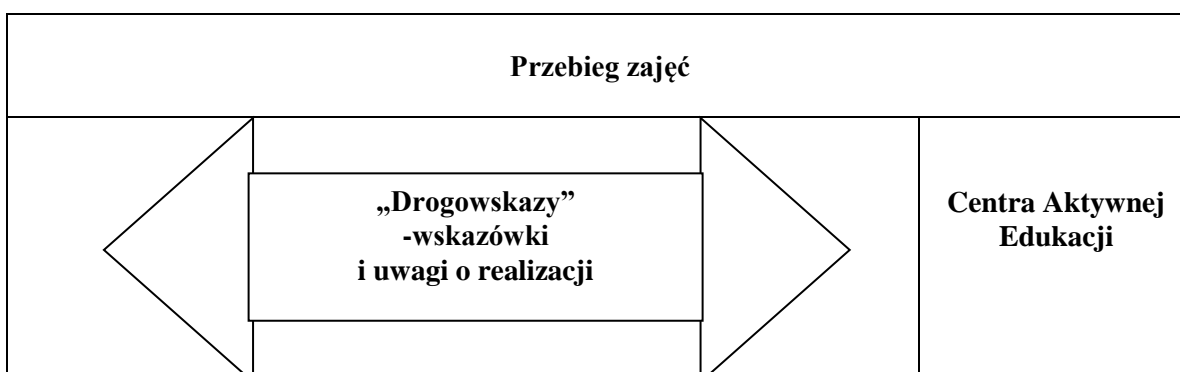 Przebieg zajęć
„Drogowskazy”
-wskazówki
i uwagi o realizacji
Centra Aktywnej
Edukacji